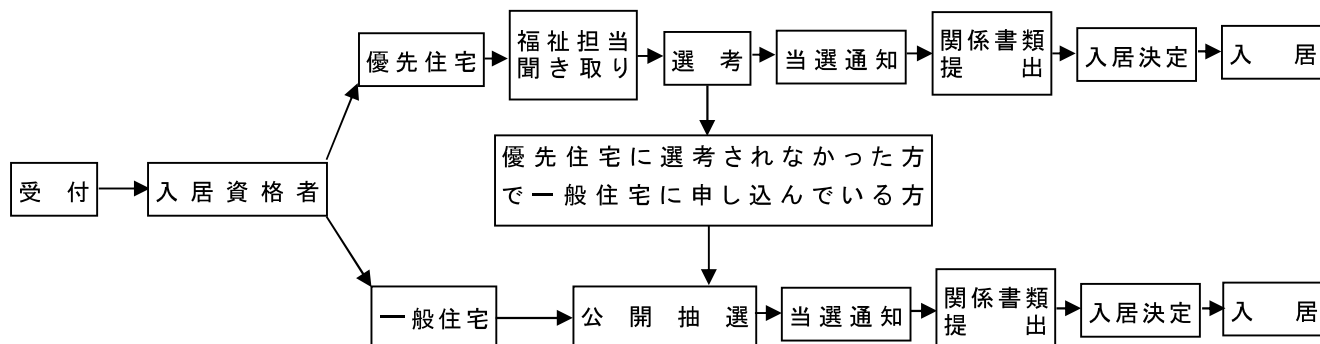 優先住宅
福祉担当
聞き取り
選考
当選通知
関係書類
提出
入居決定
入居
優先住宅に選考されなかった方
で一般住宅に申し込んでいる方
受付
入居資格者
一般住宅
公開抽選
当選通知
関係書類
提出
入居決定
入居